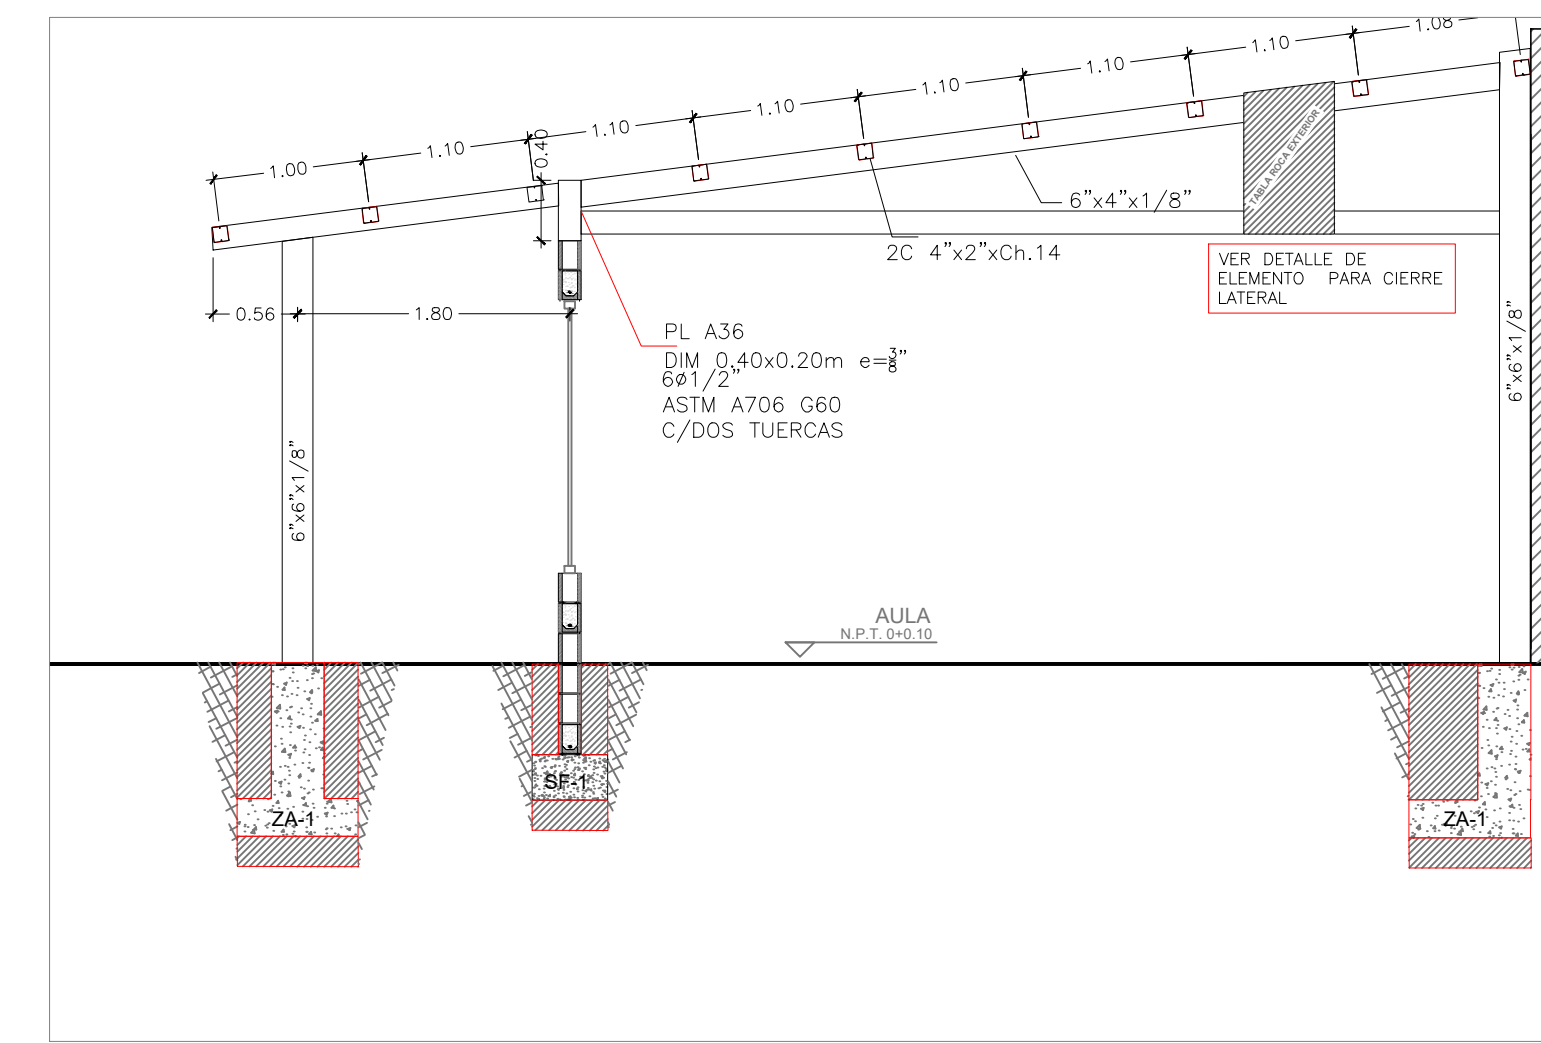 1.08
1.10
1.10
1.10
1.10
1.10
1.10
1.00
0.40
TABLA ROCA EXTERIOR
6"x4"x1/8"
2C 4"x2"xCh.14
VER DETALLE DE
ELEMENTO PARA CIERRE
LATERAL
0.56
1.80
PL A36
DIM 0.40x0.20m e=3/8"
6ø1/2"
ASTM A706 G60
C/DOS TUERCAS
6"x6"x1/8"
6"x6"x1/8"
AULA
N.P.T. 0+0.10
ZA-1
SF-1
ZA-1